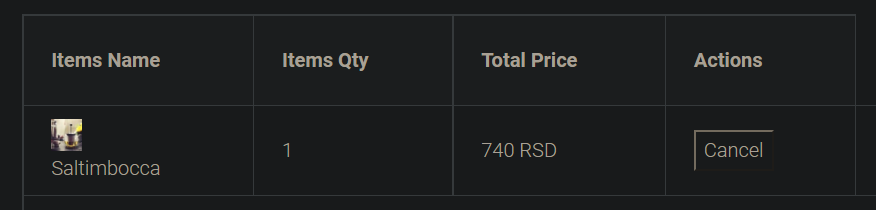 Items Name Items Qty Total Price Actions
Saltimbocca 1 740 RSD Cancel